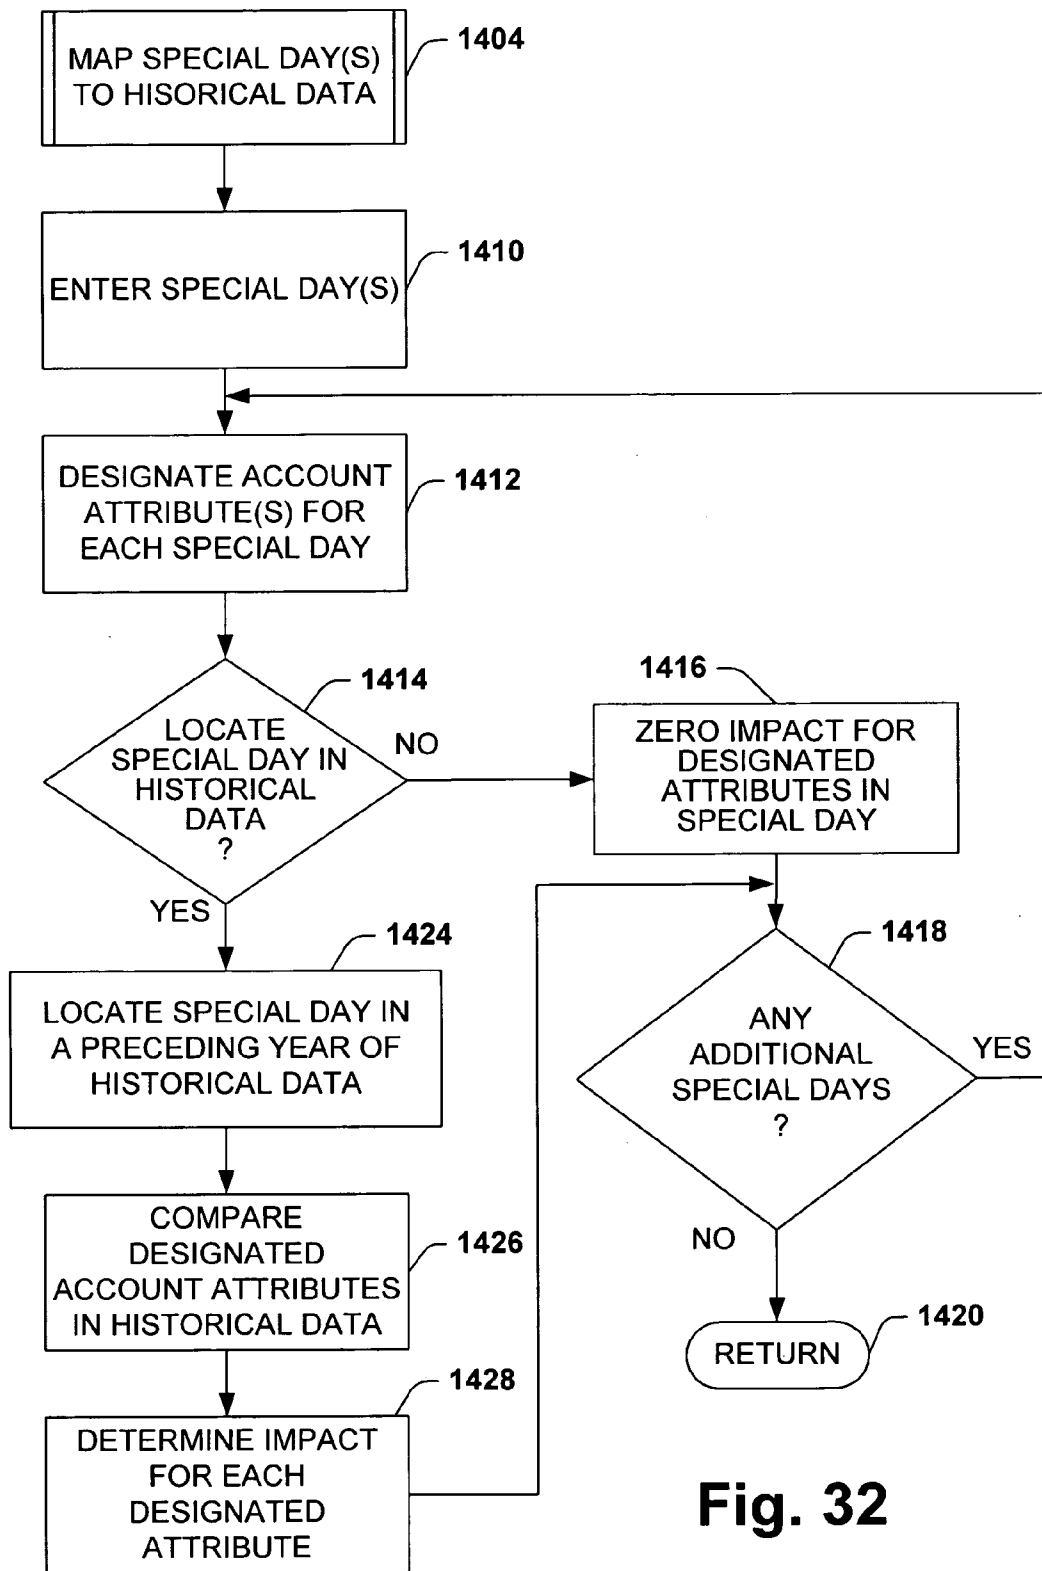 MAP SPECIAL DAY(S)
TO HISORICAL DATA
1404
ENTER SPECIAL DAY(S)
1410
DESIGNATE ACCOUNT
ATTRIBUTE(S) FOR
EACH SPECIAL DAY
1412
LOCATE
SPECIAL DAY IN
HISTORICAL
DATA
?
1414
NO
YES
1416
ZERO IMPACT FOR
DESIGNATED
ATTRIBUTES IN
SPECIAL DAY
1418
ANY
ADDITIONAL
SPECIAL DAYS
?
YES
NO
1420
RETURN
1424
LOCATE SPECIAL DAY IN
A PRECEDING YEAR OF
HISTORICAL DATA
COMPARE
DESIGNATED
ACCOUNT ATTRIBUTES
IN HISTORICAL DATA
1426
1428
DETERMINE IMPACT
FOR EACH
DESIGNATED
ATTRIBUTE
Fig. 32